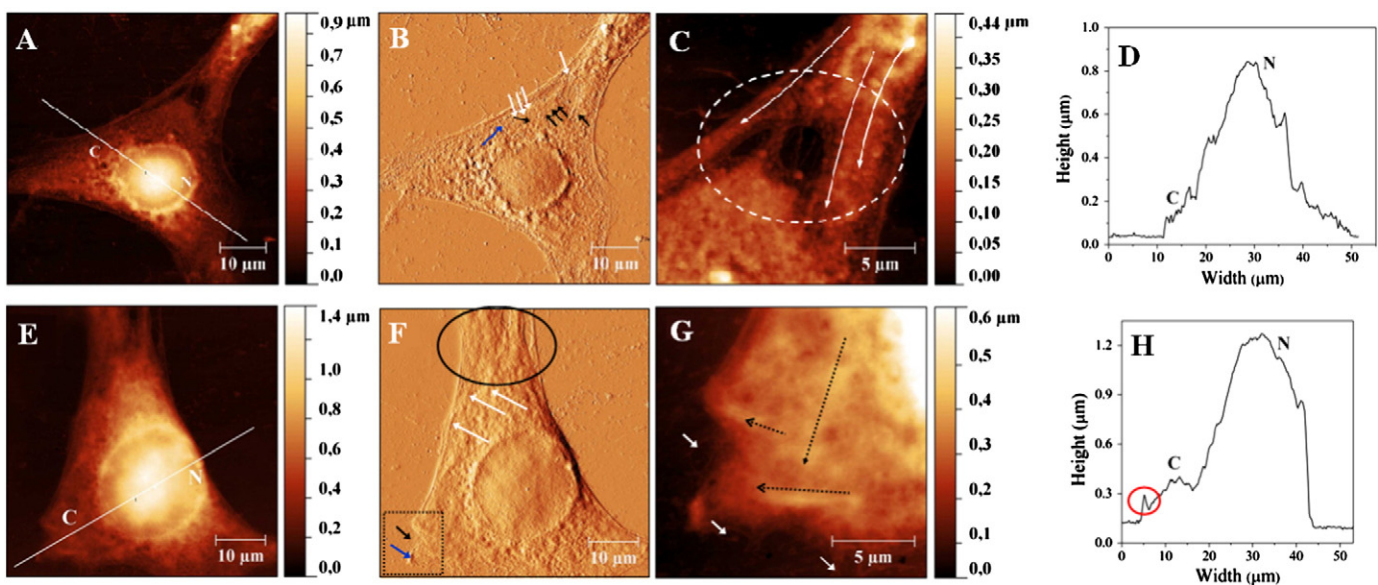 A
C
N
10 µm
0,9 µm
0,7
0,6
0,5
0,4
0,3
0,2
0,1
0,0
B
10 µm
C
5 µm
0,44 µm
0,35
0,30
0,25
0,20
0,15
0,10
0,05
0,00
D
N
C
Height (µm)
1.0
0.8
0.6
0.4
0.2
0.0
0 10 20 30 40 50
Width (µm)
E
C
N
10 µm
1,4 µm
1,0
0,8
0,6
0,4
0,2
0,0
F
10 µm
G
5 µm
0,6 µm
0,5
0,4
0,3
0,2
0,1
0,0
H
N
C
Height (µm)
1.2
0.9
0.6
0.3
0.0
0 10 20 30 40 50
Width (µm)